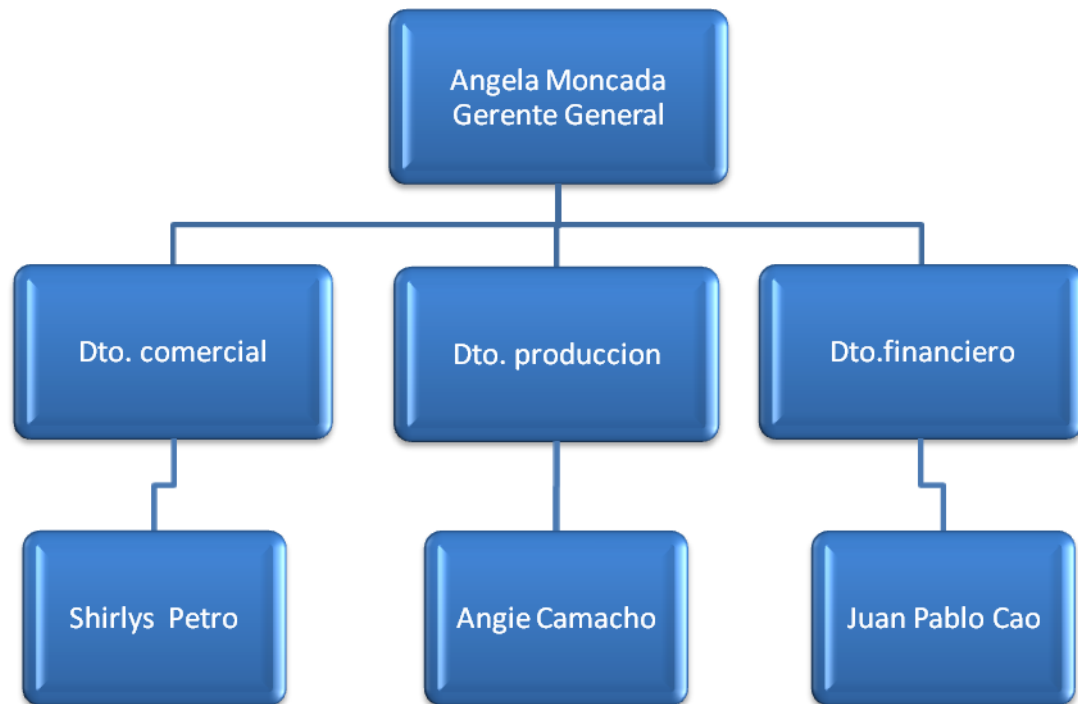 Angela Moncada
Gerente General
Dto. comercial
Dto. produccion
Dto.financiero
Shirlys Petro
Angie Camacho
Juan Pablo Cao